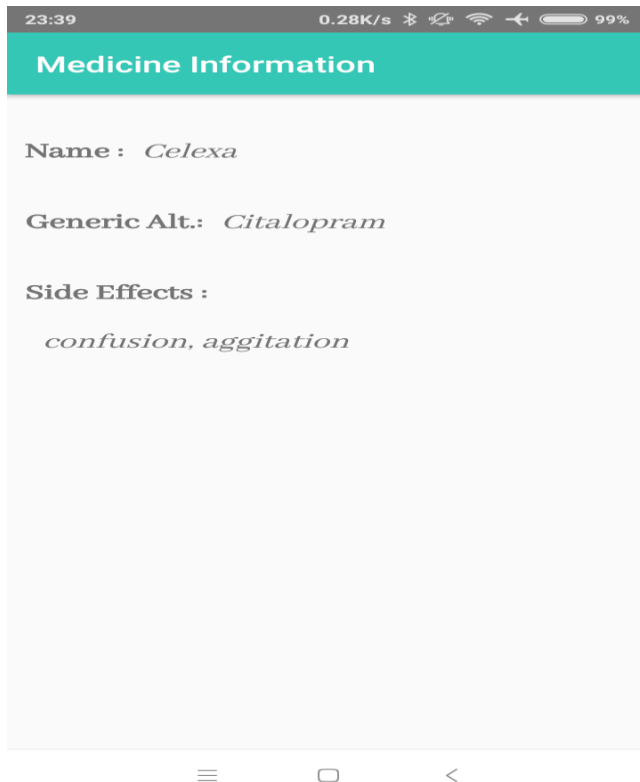 23:39 0.28K/s 99%
Medicine Information
Name : Celexa
Generic Alt.: Citalopram
Side Effects :
confusion, aggitation